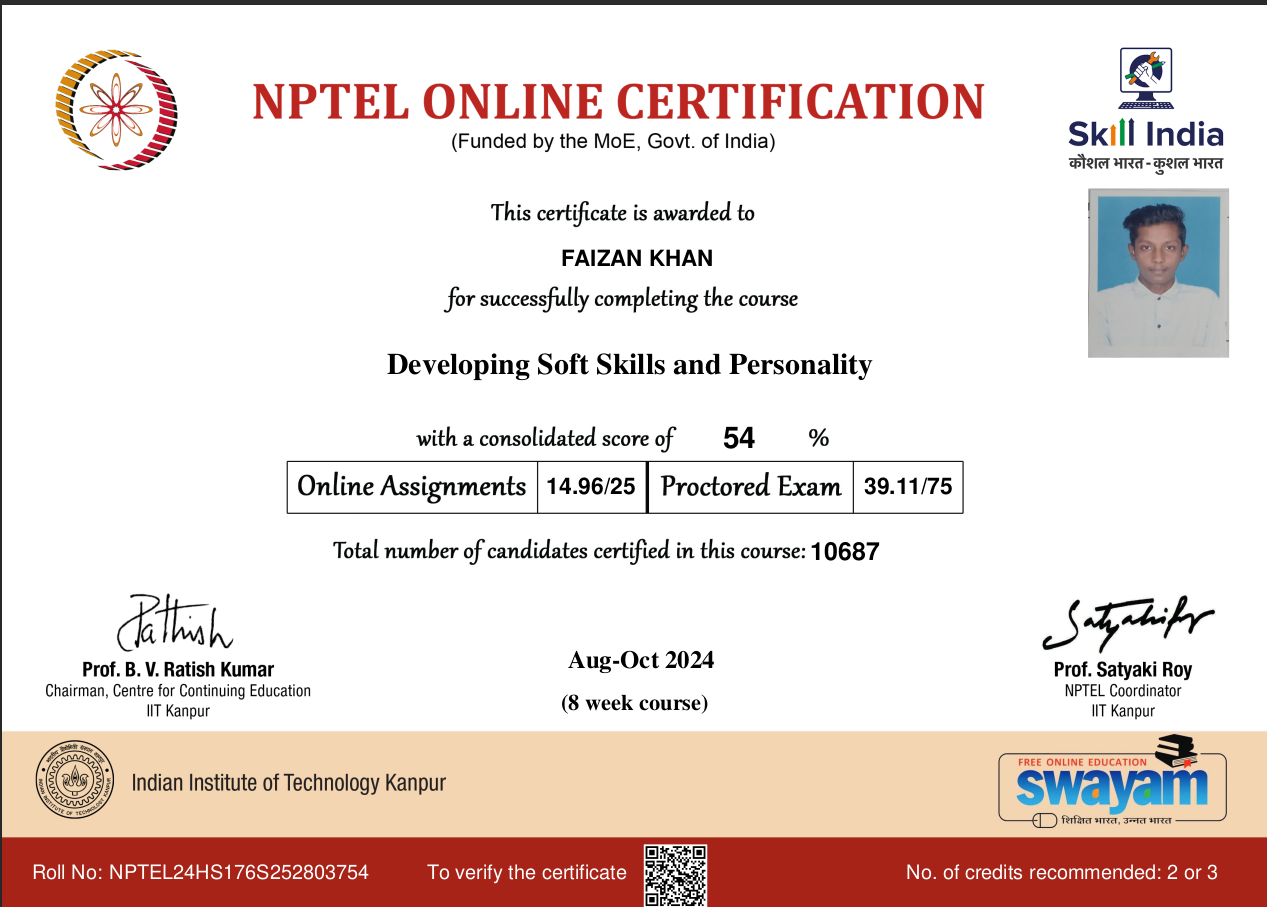 NPTEL ONLINE CERTIFICATION
(Funded by the MoE, Govt. of India)
Skill India
कौशल भारत - कुशल भारत
This certificate is awarded to
FAIZAN KHAN
for successfully completing the course
Developing Soft Skills and Personality
with a consolidated score of 54 %
Online Assignments 14.96/25 Proctored Exam 39.11/75
Total number of candidates certified in this course: 10687
Prof. B. V. Ratish Kumar
Chairman, Centre for Continuing Education
IIT Kanpur
Aug-Oct 2024
(8 week course)
Prof. Satyaki Roy
NPTEL Coordinator
IIT Kanpur
Indian Institute of Technology Kanpur
FREE ONLINE EDUCATION
swayam
शिक्षित भारत, उन्नत भारत
Roll No: NPTEL24HS176S252803754
To verify the certificate
No. of credits recommended: 2 or 3